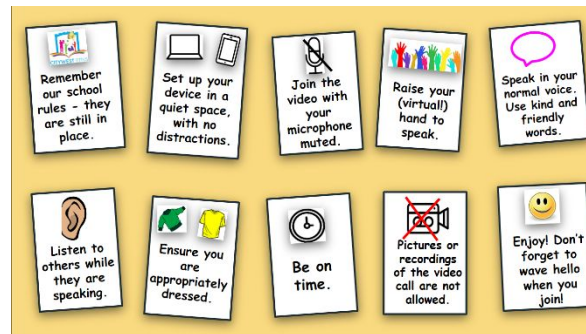 Remember
our school
rules - they
are still in
place.
Set up your
device in a
quiet space,
with no
distractions.
Join the
video with
your
microphone
muted.
Raise your
(virtual!)
hand to
speak.
Speak in your
normal voice.
Use kind and
friendly
words.
Listen to
others while
they are
speaking.
Ensure you
are
appropriately
dressed.
Be on
time.
Pictures or
recordings
of the video
call are not
allowed.
Enjoy! Don't
forget to
wave hello
when you
join!